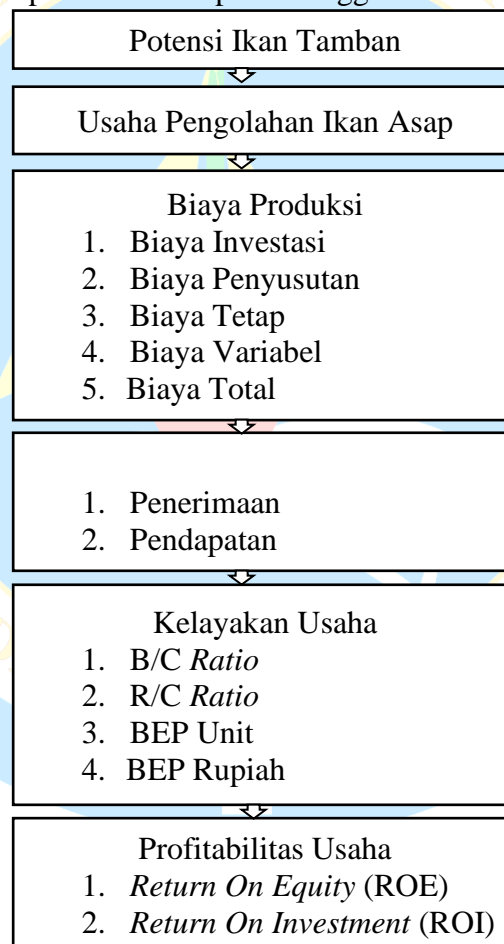 Potensi Ikan Tamban
Usaha Pengolahan Ikan Asap
Biaya Produksi
1. Biaya Investasi
2. Biaya Penyusutan
3. Biaya Tetap
4. Biaya Variabel
5. Biaya Total
1. Penerimaan
2. Pendapatan
Kelayakan Usaha
1. B/C Ratio
2. R/C Ratio
3. BEP Unit
4. BEP Rupiah
Profitabilitas Usaha
1. Return On Equity (ROE)
2. Return On Investment (ROI)